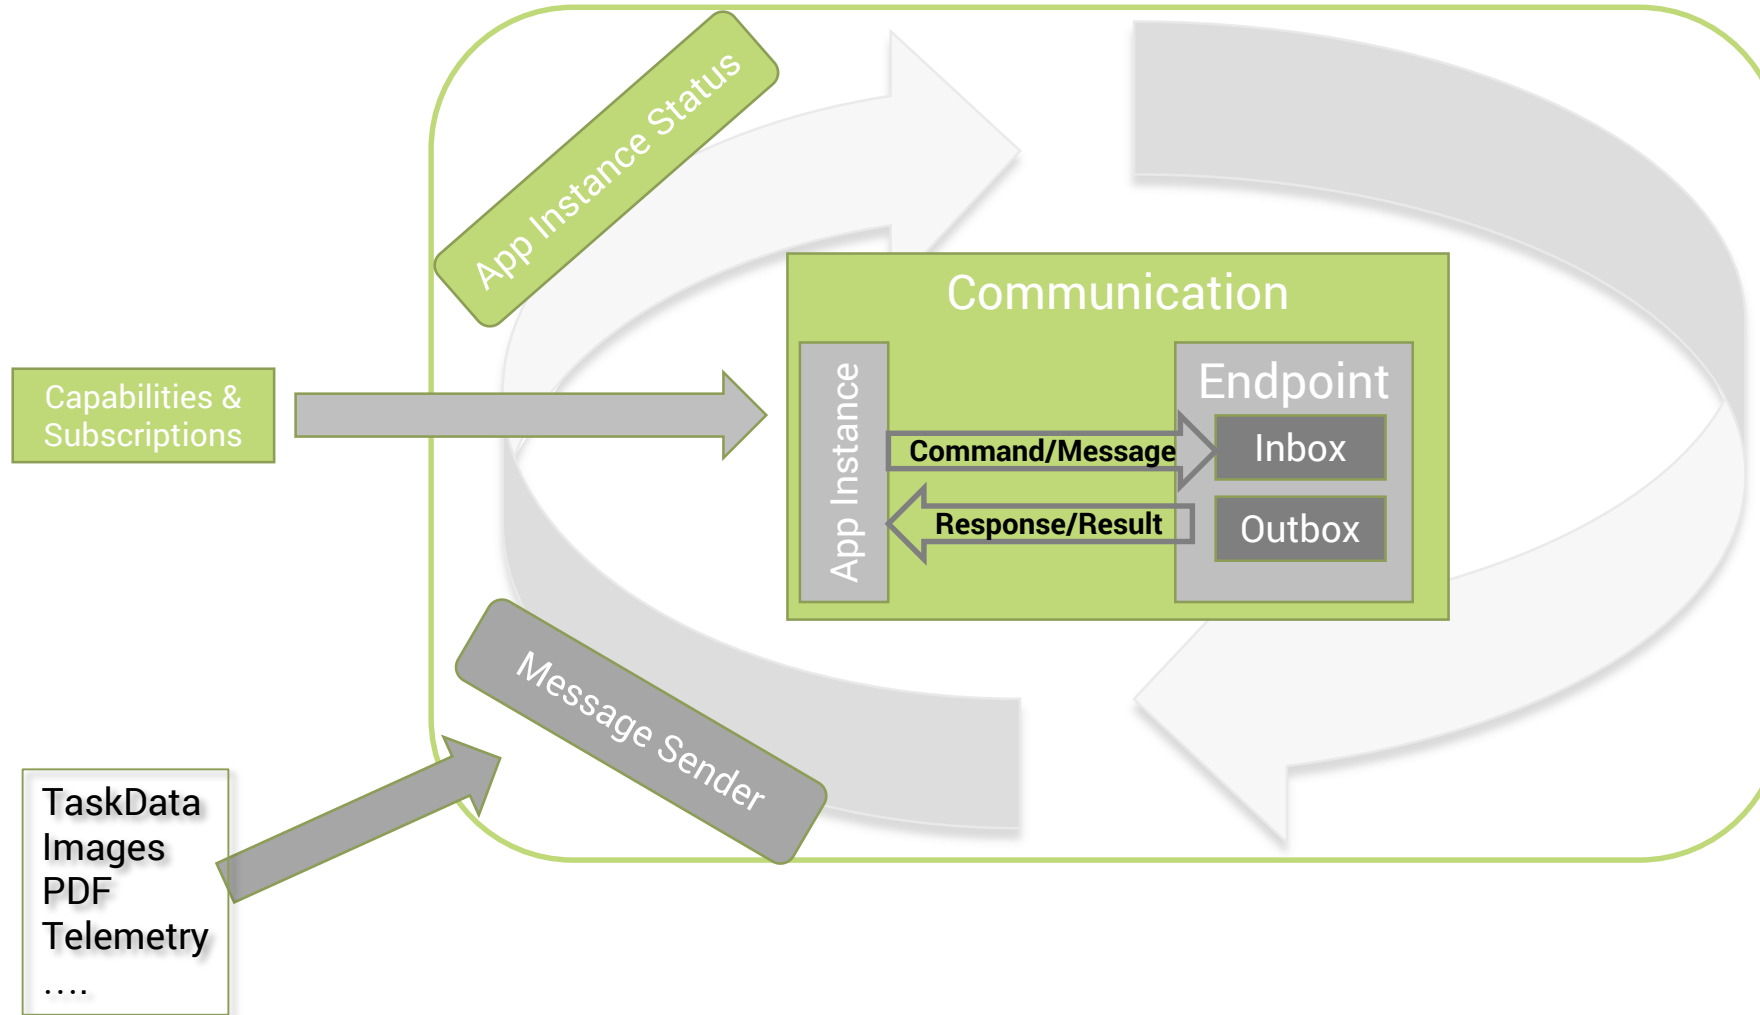 App Instance Status
Communication
Capabilities &
Subscriptions
App Instance
Endpoint
Command/Message
Inbox
Response/Result
Outbox
Message Sender
TaskData
Images
PDF
Telemetry
....